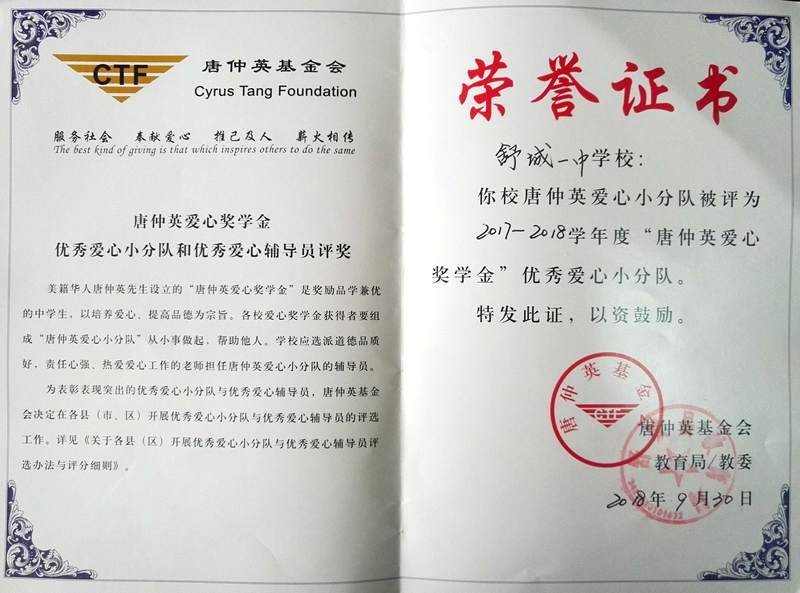 CTF
唐仲英基金会
Cyrus Tang Foundation
服务社会 奉献爱心 推己及人 薪火相传
The best kind of giving is that which inspires others to do the same
唐仲英爱心奖学金
优秀爱心小分队和优秀爱心辅导员评奖
美籍华人唐仲英先生设立的“唐仲英爱心奖学金”是奖励品学兼优
的中学生，以培养爱心、提高品德为宗旨。各校爱心奖学金获得者要组
成“唐仲英爱心小分队”从小事做起，帮助他人。学校应选派道德品质
好，责任心强、热爱爱心工作的老师担任唐仲英爱心小分队的辅导员。
为表彰表现突出的优秀爱心小分队与优秀爱心辅导员，唐仲英基金
会决定在各县（市、区）开展优秀爱心小分队与优秀爱心辅导员的评选
工作。详见《关于各县（区）开展优秀爱心小分队与优秀爱心辅导员评
选办法与评分细则》。
荣誉证书
舒城一中学校：
你校唐仲英爱心小分队被评为
2017-2018学年度“唐仲英爱心
奖学金”优秀爱心小分队。
特发此证，以资鼓励。
唐仲英基金会
CTF
唐仲英基金会
教育局/教委
2018年9月30日